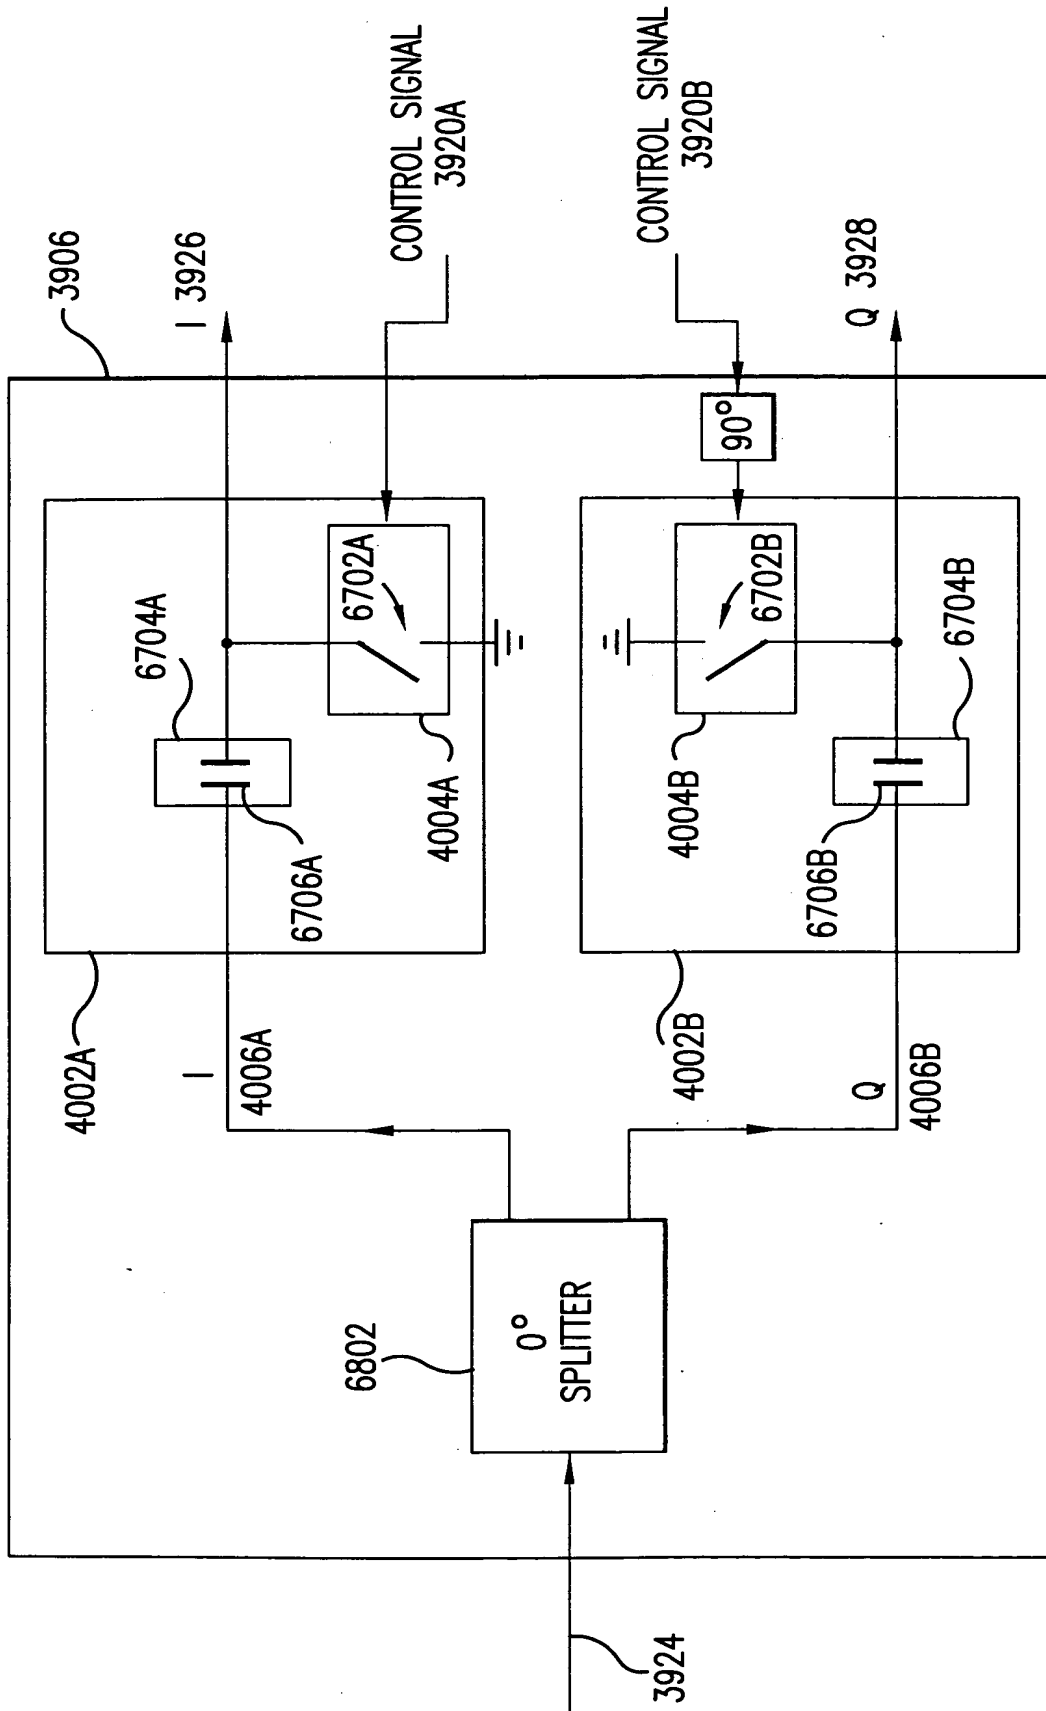 3906
I 3926
CONTROL SIGNAL
3920A
CONTROL SIGNAL
3920B
Q 3928
90°
6702A
6704A
4004A
6706A
4002A
I
4006A
6702B
6704B
4004B
6706B
4002B
Q
4006B
6802
0°
SPLITTER
3924